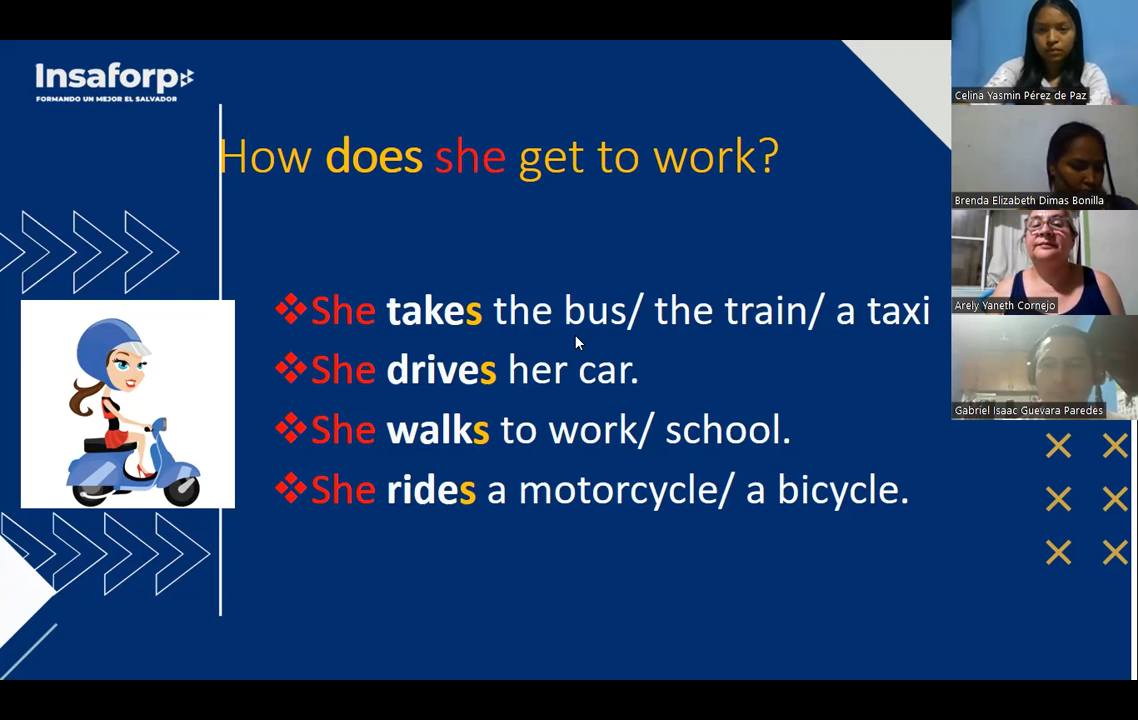 Insaforp
FORMANDO UN MEJOR EL SALVADOR
How does she get to work?
She takes the bus/ the train/ a taxi
She drives her car.
She walks to work/ school.
She rides a motorcycle/ a bicycle.
Celina Yasmin Pérez de Paz
Brenda Elizabeth Dimas Bonilla
Arely Yaneth Cornejo
Gabriel Isaac Guevara Paredes